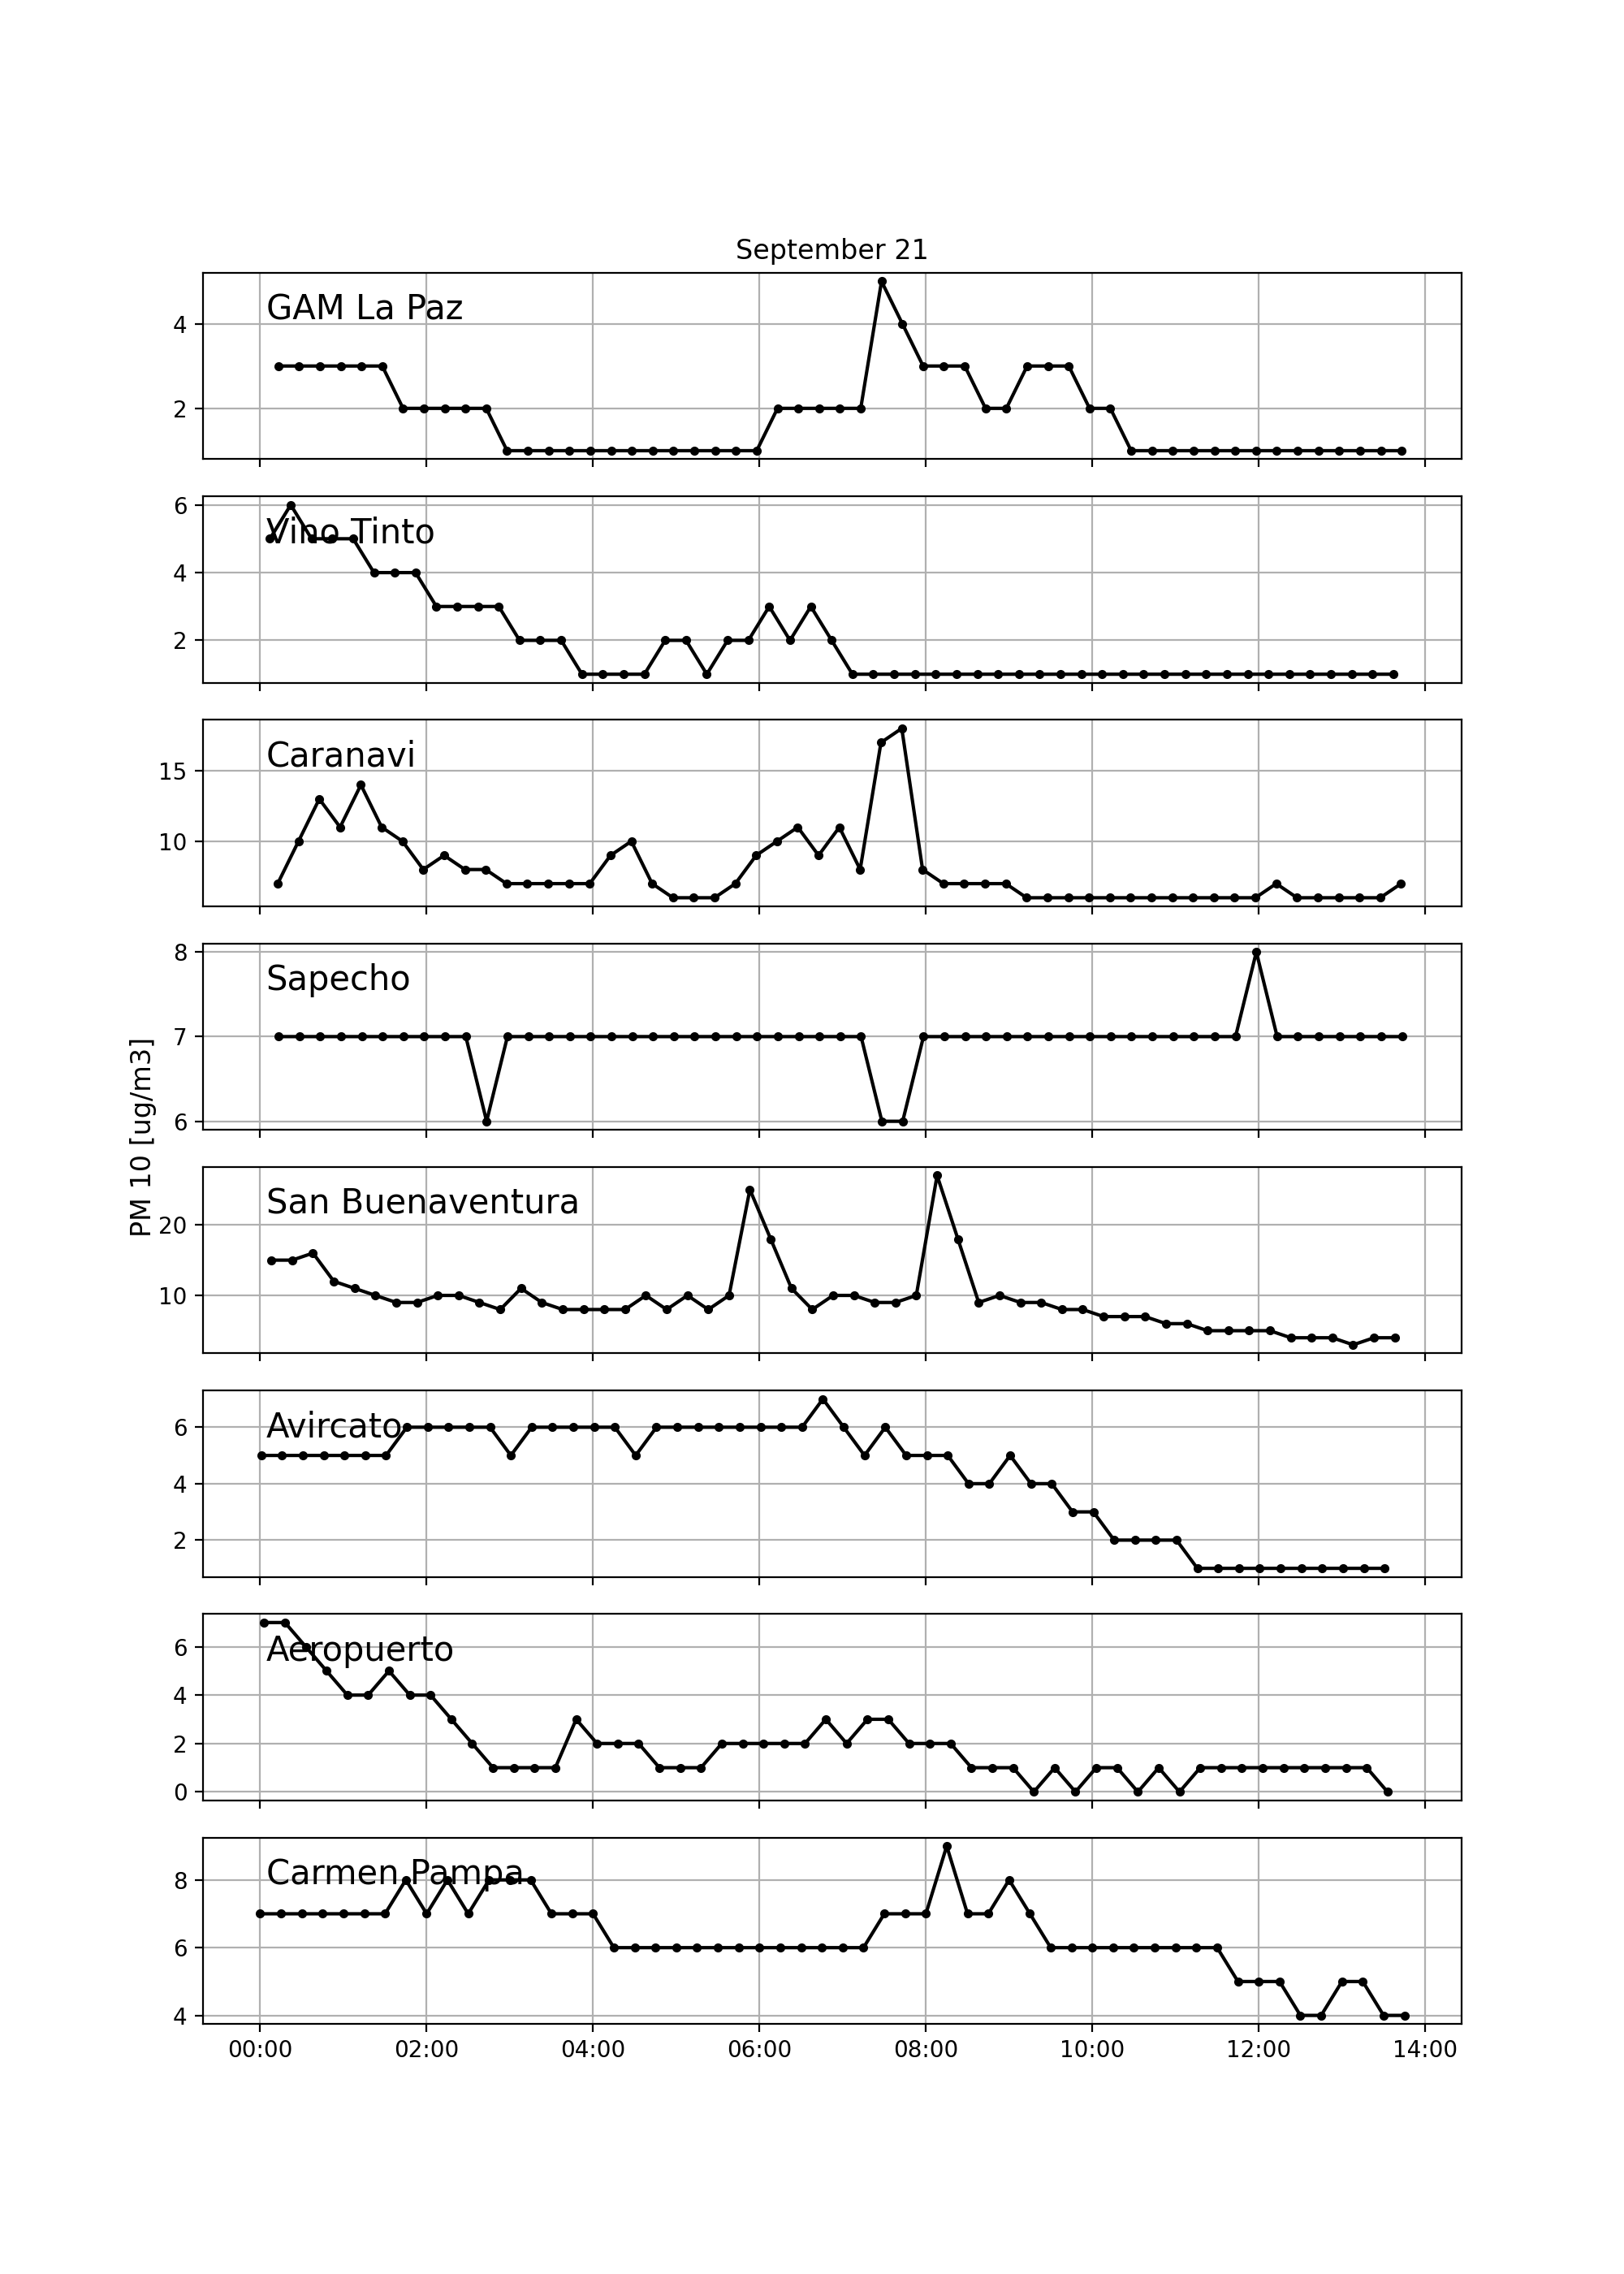 September 21
GAM La Paz
4
2
Vino Tinto
6
4
2
Caranavi
15
10
Sapecho
8
7
6
PM 10 [ug/m3]
San Buenaventura
20
10
Avircato
6
4
2
Aeropuerto
6
4
2
0
Carmen Pampa
8
6
4
00:00 02:00 04:00 06:00 08:00 10:00 12:00 14:00